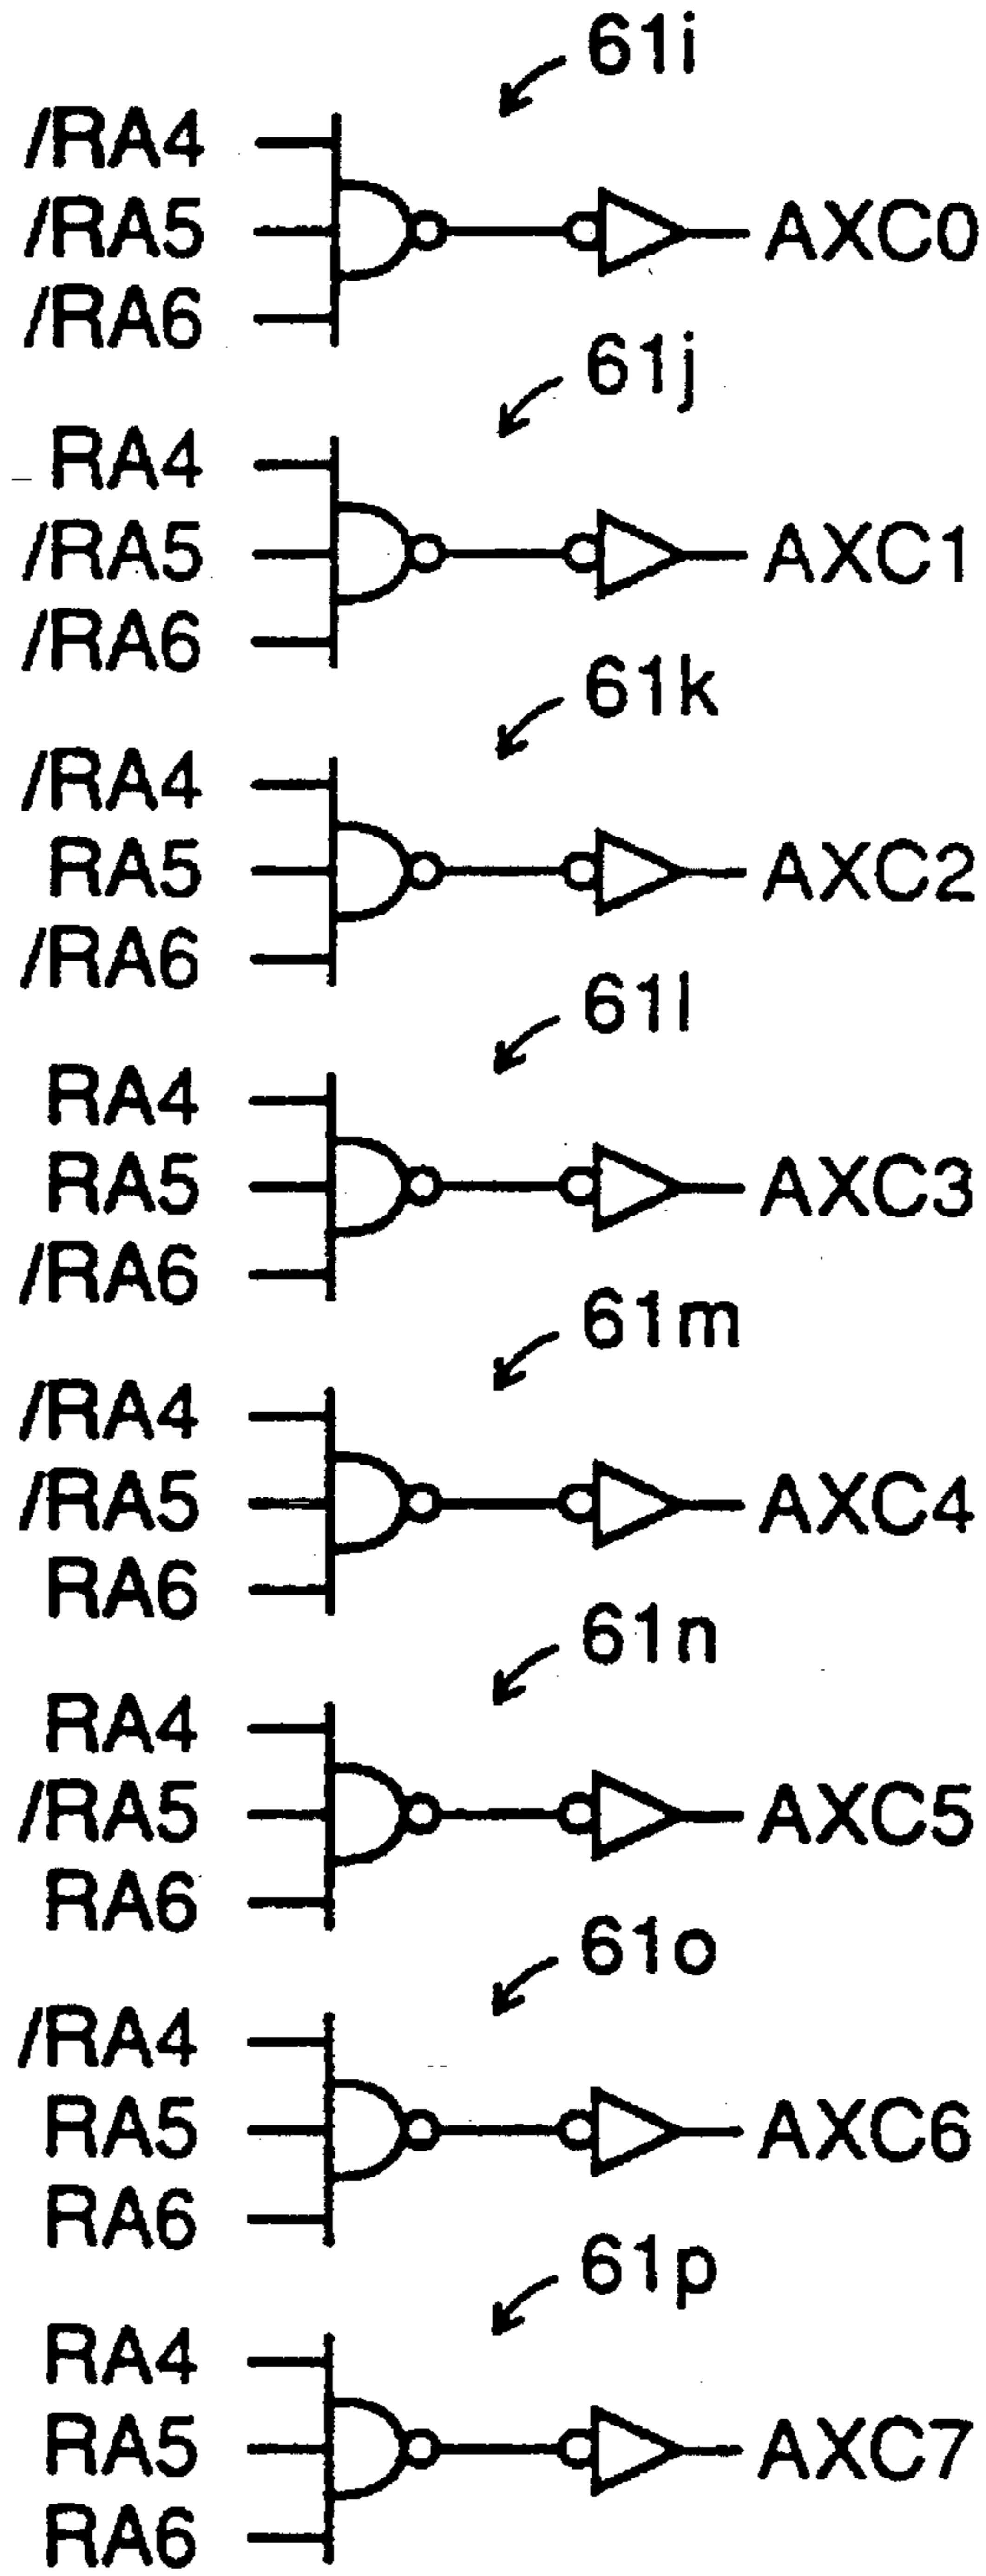 61i
/RA4
/RA5 AXC0
/RA6
61j
RA4
/RA5 AXC1
/RA6
61k
/RA4
RA5 AXC2
/RA6
61l
RA4
RA5 AXC3
/RA6
61m
/RA4
/RA5 AXC4
RA6
61n
RA4
/RA5 AXC5
RA6
61o
/RA4
RA5 AXC6
RA6
61p
RA4
RA5 AXC7
RA6